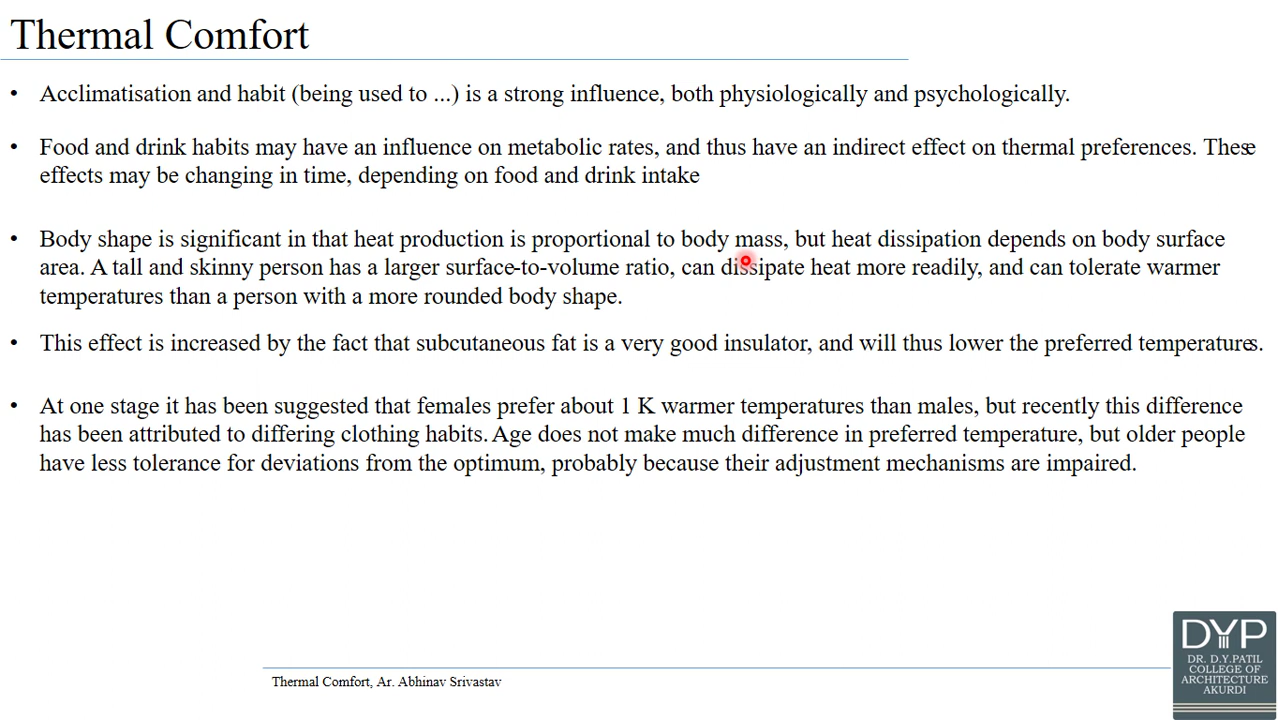 Thermal Comfort
• Acclimatisation and habit (being used to ...) is a strong influence, both physiologically and psychologically.
• Food and drink habits may have an influence on metabolic rates, and thus have an indirect effect on thermal preferences. These
effects may be changing in time, depending on food and drink intake
• Body shape is significant in that heat production is proportional to body mass, but heat dissipation depends on body surface
area. A tall and skinny person has a larger surface-to-volume ratio, can dissipate heat more readily, and can tolerate warmer
temperatures than a person with a more rounded body shape.
• This effect is increased by the fact that subcutaneous fat is a very good insulator, and will thus lower the preferred temperatures.
• At one stage it has been suggested that females prefer about 1 K warmer temperatures than males, but recently this difference
has been attributed to differing clothing habits. Age does not make much difference in preferred temperature, but older people
have less tolerance for deviations from the optimum, probably because their adjustment mechanisms are impaired.
Thermal Comfort, Ar. Abhinav Srivastav
DYP
DR. D.Y.PATIL
COLLEGE OF
ARCHITECTURE
AKURDI